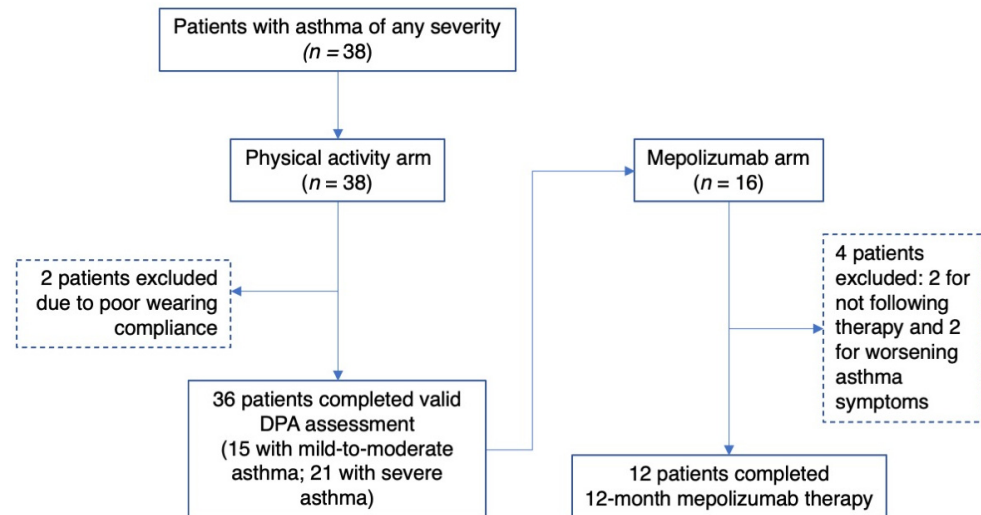 Patients with asthma of any severity
(n = 38)
Physical activity arm
(n = 38)
2 patients excluded
due to poor wearing
compliance
36 patients completed valid
DPA assessment
(15 with mild-to-moderate
asthma; 21 with severe
asthma)
Mepolizumab arm
(n = 16)
4 patients
excluded: 2 for
not following
therapy and 2
for worsening
asthma
symptoms
12 patients completed
12-month mepolizumab therapy